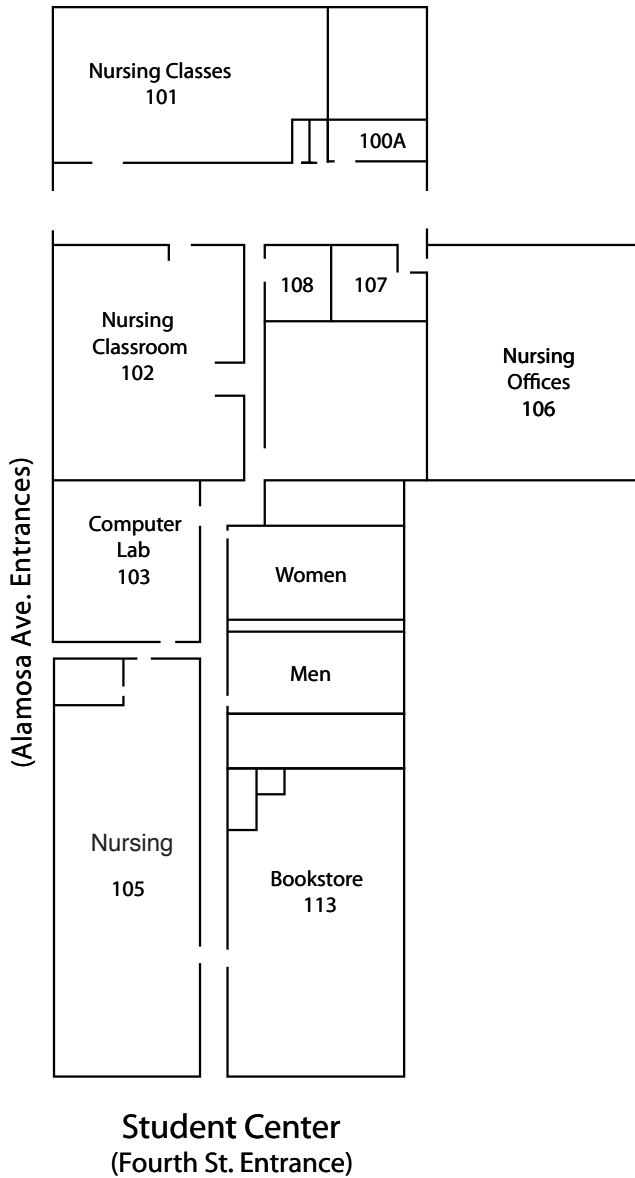 Nursing Classes
101
100A
108
107
Nursing
Classroom
102
Nursing
Offices
106
(Alamosa Ave. Entrances)
Computer
Lab
103
Women
Men
Nursing
105
Bookstore
113
Student Center
(Fourth St. Entrance)